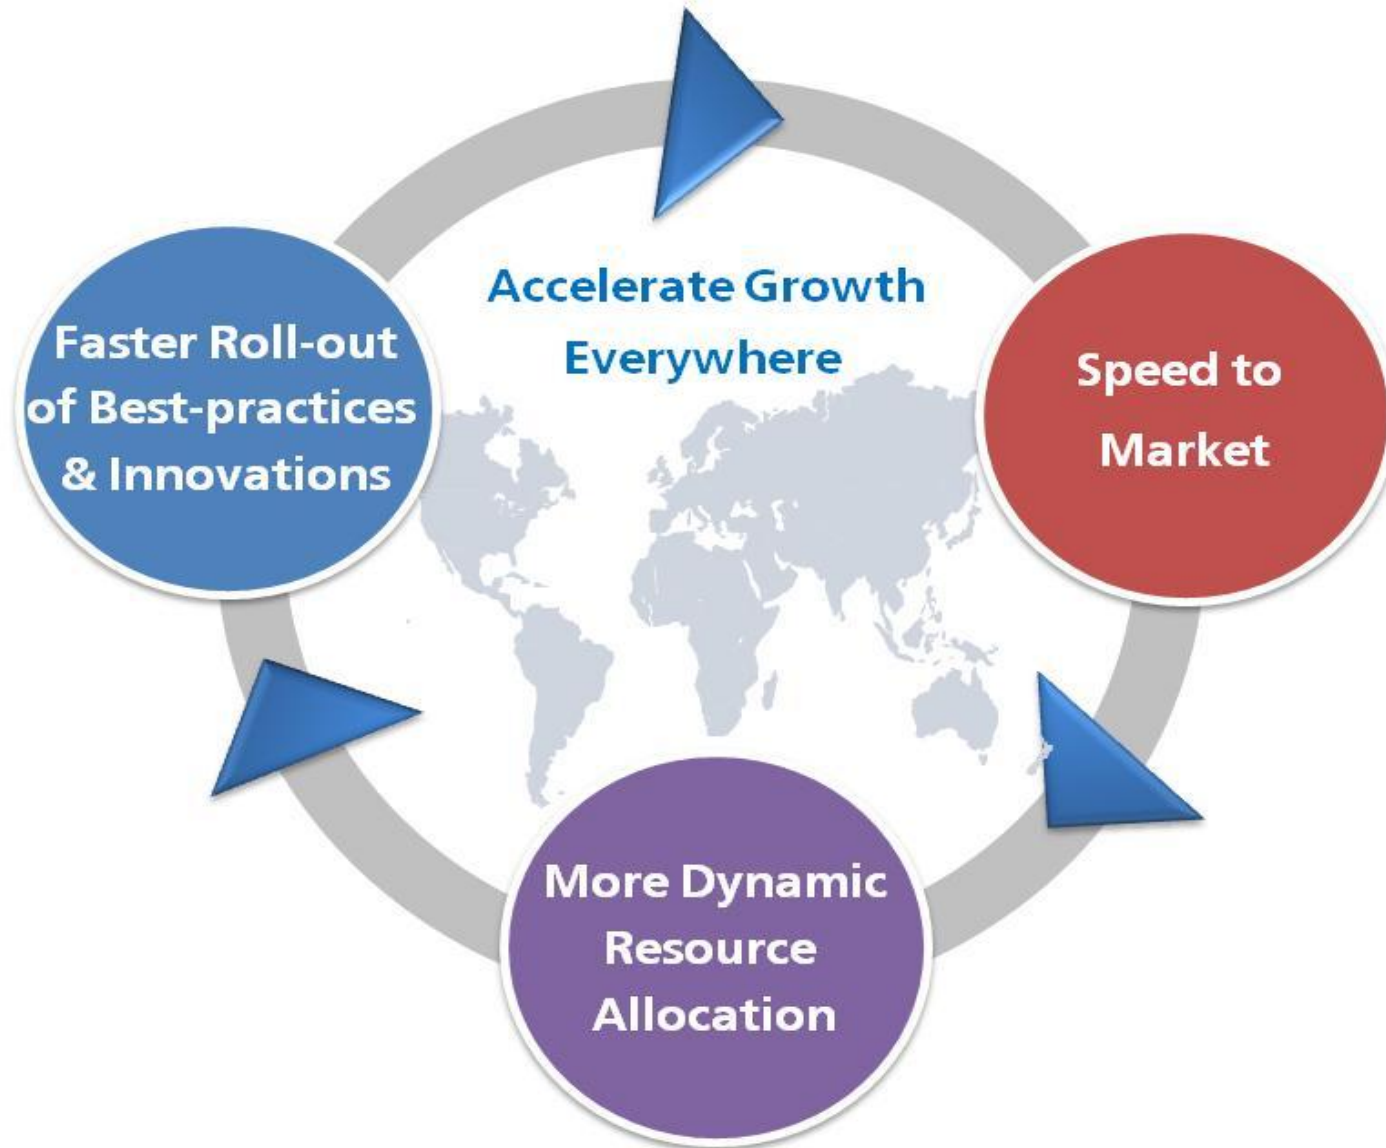 Accelerate Growth
Everywhere
Faster Roll-out
of Best-practices
& Innovations
Speed to
Market
More Dynamic
Resource
Allocation